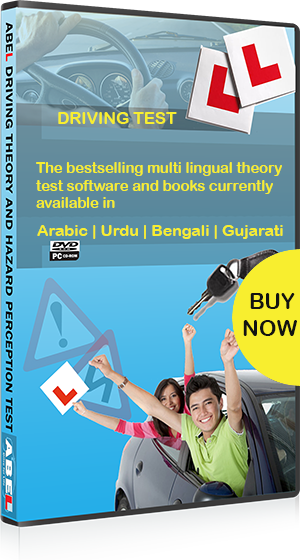 ABEL DRIVING THEORY AND HAZARD PERCEPTION TEST
ABEL
L
L
DRIVING TEST
The bestselling multi lingual theory
test software and books currently
available in
Arabic | Urdu | Bengali | Gujarati
DVD
PC CD-ROM
BUY
NOW
L